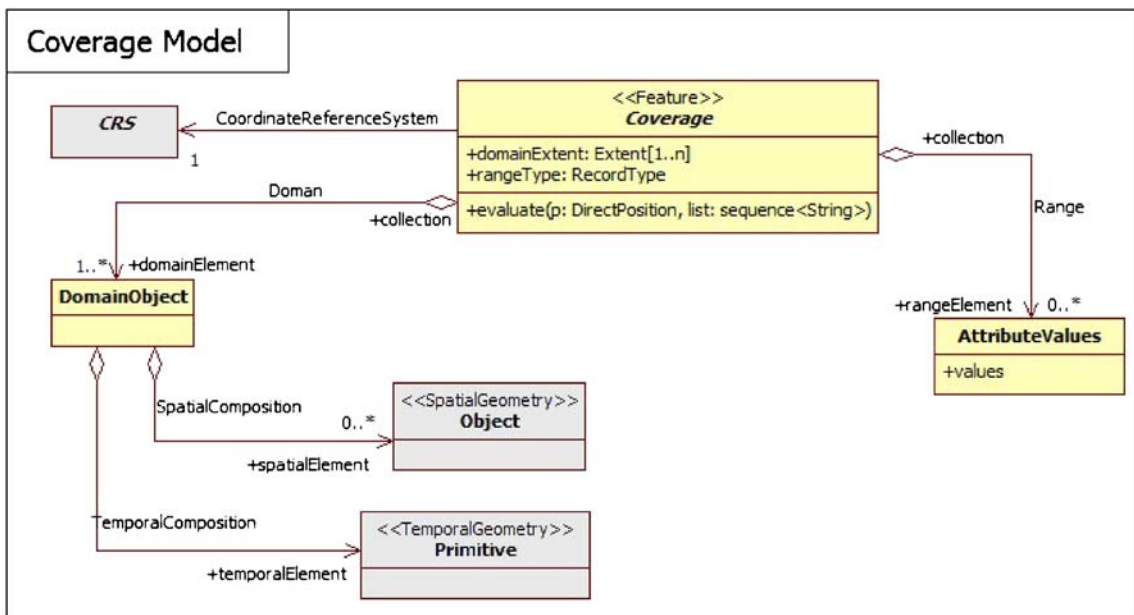 Coverage Model
<<Feature>>
Coverage
+domainExtent: Extent[1..n]
+rangeType: RecordType
+evaluate(p: DirectPosition, list: sequence<String>)
CRS
CoordinateReferenceSystem
1
+collection
Doman
+collection
Range
1..*
+domainElement
DomainObject
+rangeElement
0..*
AttributeValues
+values
SpatialComposition
0..*
<<SpatialGeometry>>
Object
+spatialElement
TemporalComposition
<<TemporalGeometry>>
Primitive
+temporalElement